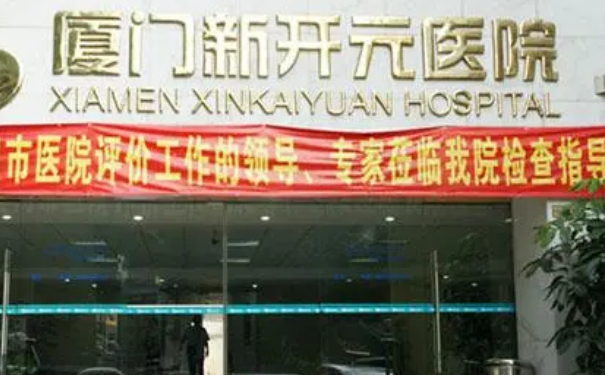 厦门新开元医院
XIAMEN XINKAIYUAN HOSPITAL
市医院评价工作的领导、专家莅临我院检查指导